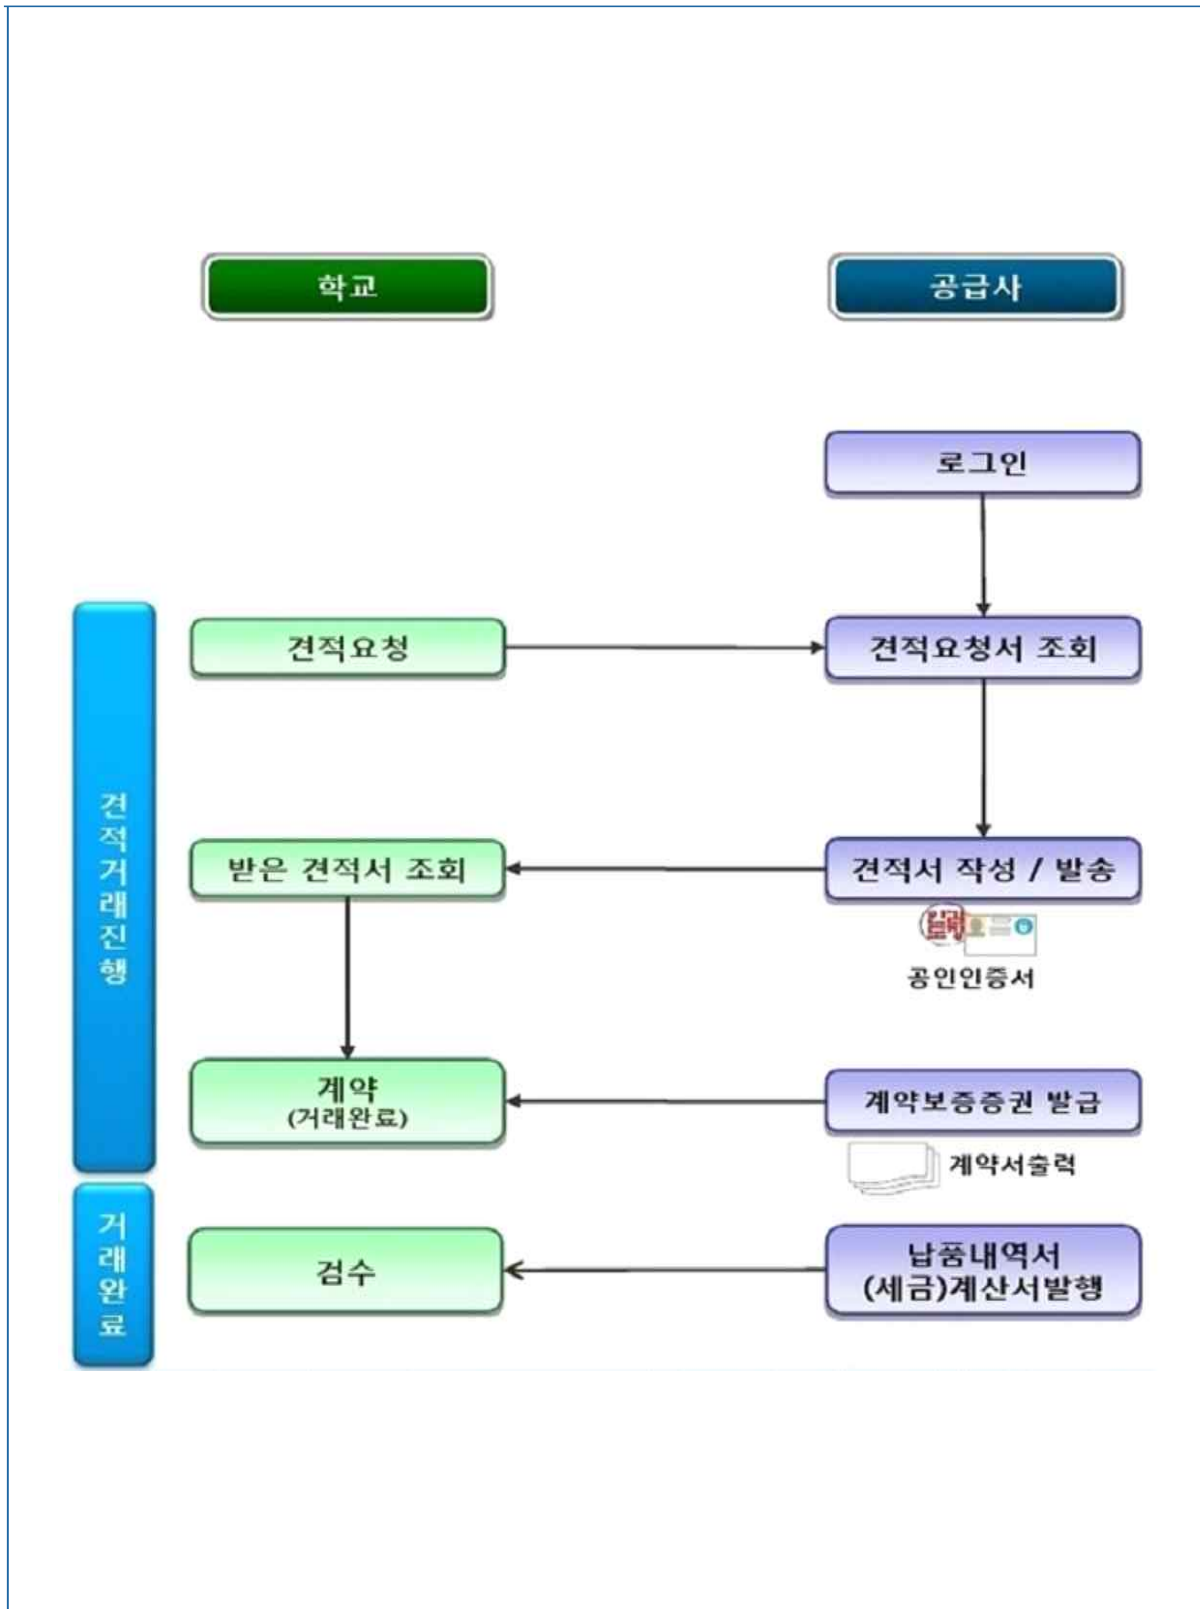 학교
공급사
로그인
견적거래진행
견적요청
견적요청서 조회
받은 견적서 조회
견적서 작성 / 발송
공인인증서
계약
(거래완료)
계약보증증권 발급
계약서출력
거래완료
검수
납품내역서
(세금)계산서발행